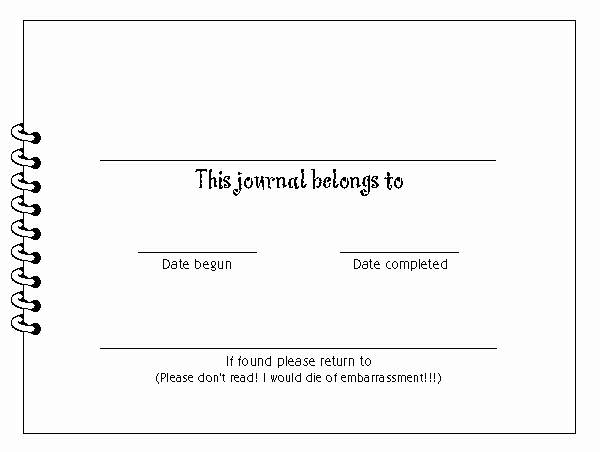 This journal belongs to
Date begun Date completed
If found please return to
(Please don't read! I would die of embarrassment!!!)